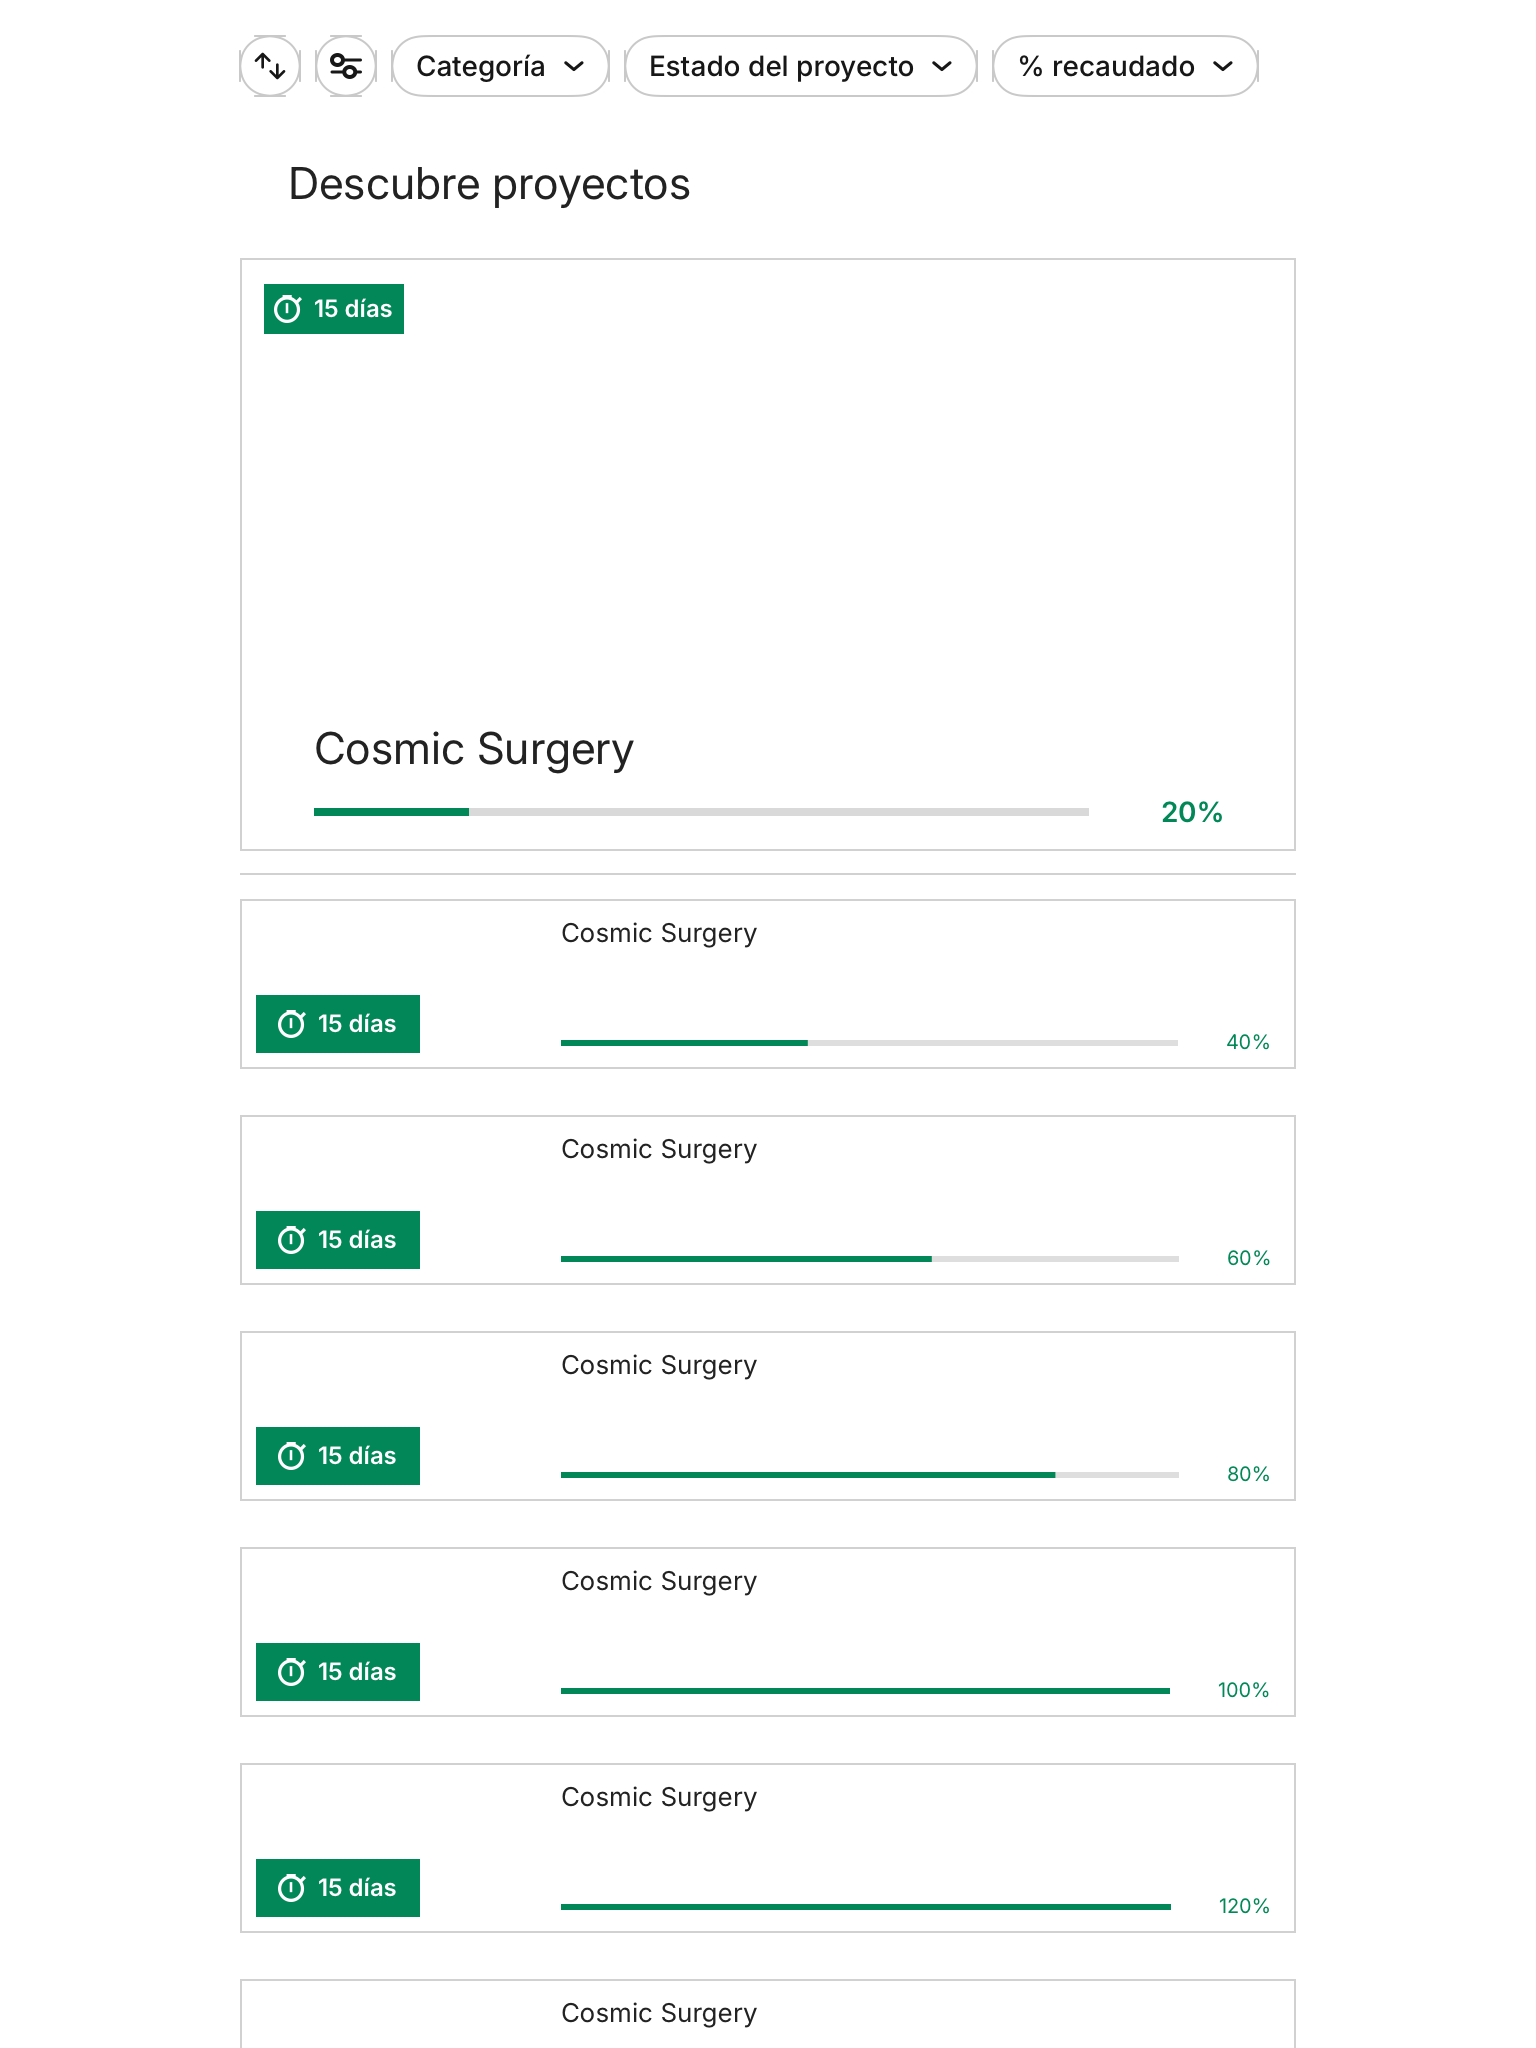 Categoría
Estado del proyecto
% recaudado
Descubre proyectos
15 días
Cosmic Surgery
20%
Cosmic Surgery
15 días
40%
Cosmic Surgery
15 días
60%
Cosmic Surgery
15 días
80%
Cosmic Surgery
15 días
100%
Cosmic Surgery
15 días
120%
Cosmic Surgery